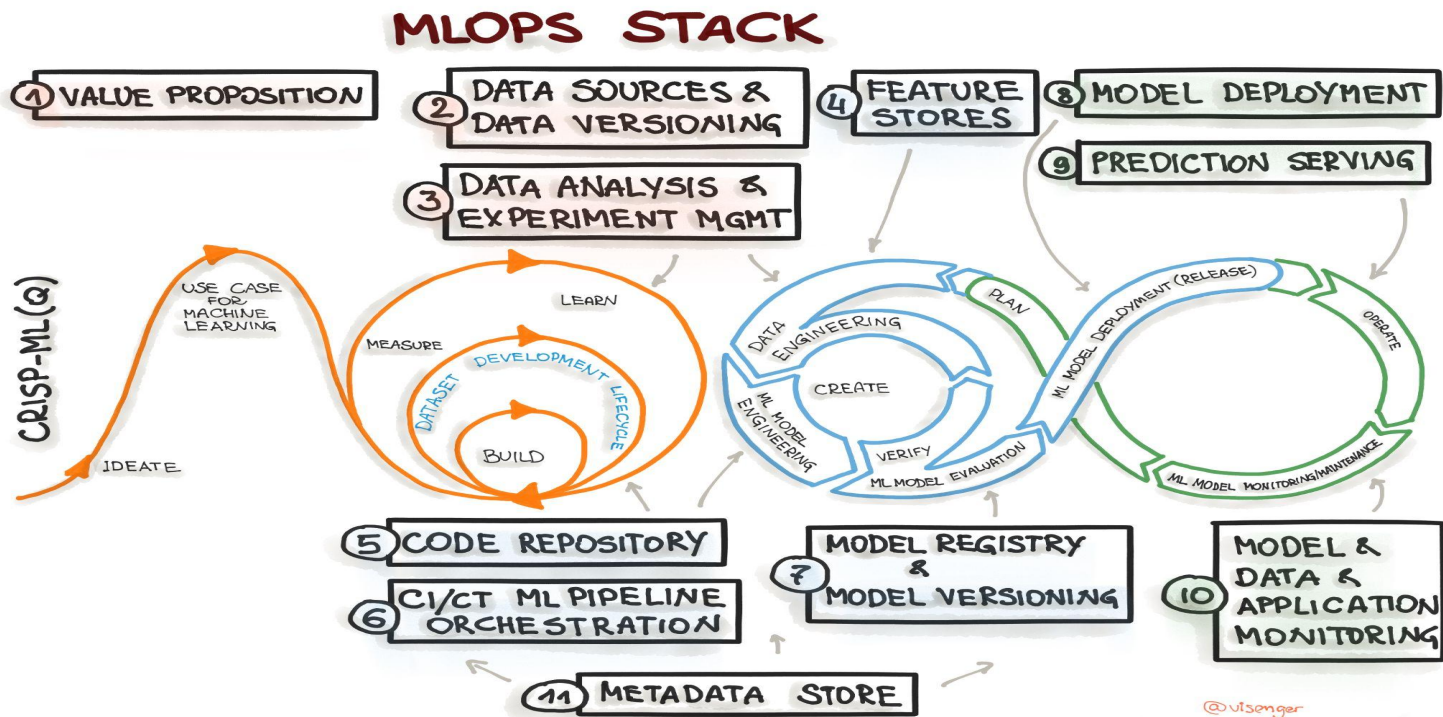 MLOPS STACK
1 VALUE PROPOSITION
2 DATA SOURCES &
DATA VERSIONING
3 DATA ANALYSIS &
EXPERIMENT MGMT
4 FEATURE
STORES
8 MODEL DEPLOYMENT
9 PREDICTION SERVING
CRISP-ML(Q)
IDEATE
USE CASE
FOR
MACHINE
LEARNING
MEASURE
LEARN
DATASET DEVELOPMENT LIFECYCLE
BUILD
DATA
ENGINEERING
CREATE
ML MODEL
ENGINEERING
VERIFY
ML MODEL EVALUATION
PLAN
ML MODEL DEPLOYMENT (RELEASE)
OPERATE
ML MODEL MONITORING/MAINTENANCE
5 CODE REPOSITORY
6 CI/CT ML PIPELINE
ORCHESTRATION
7 MODEL REGISTRY
&
MODEL VERSIONING
10 MODEL &
DATA &
APPLICATION
MONITORING
11 METADATA STORE
@visenger